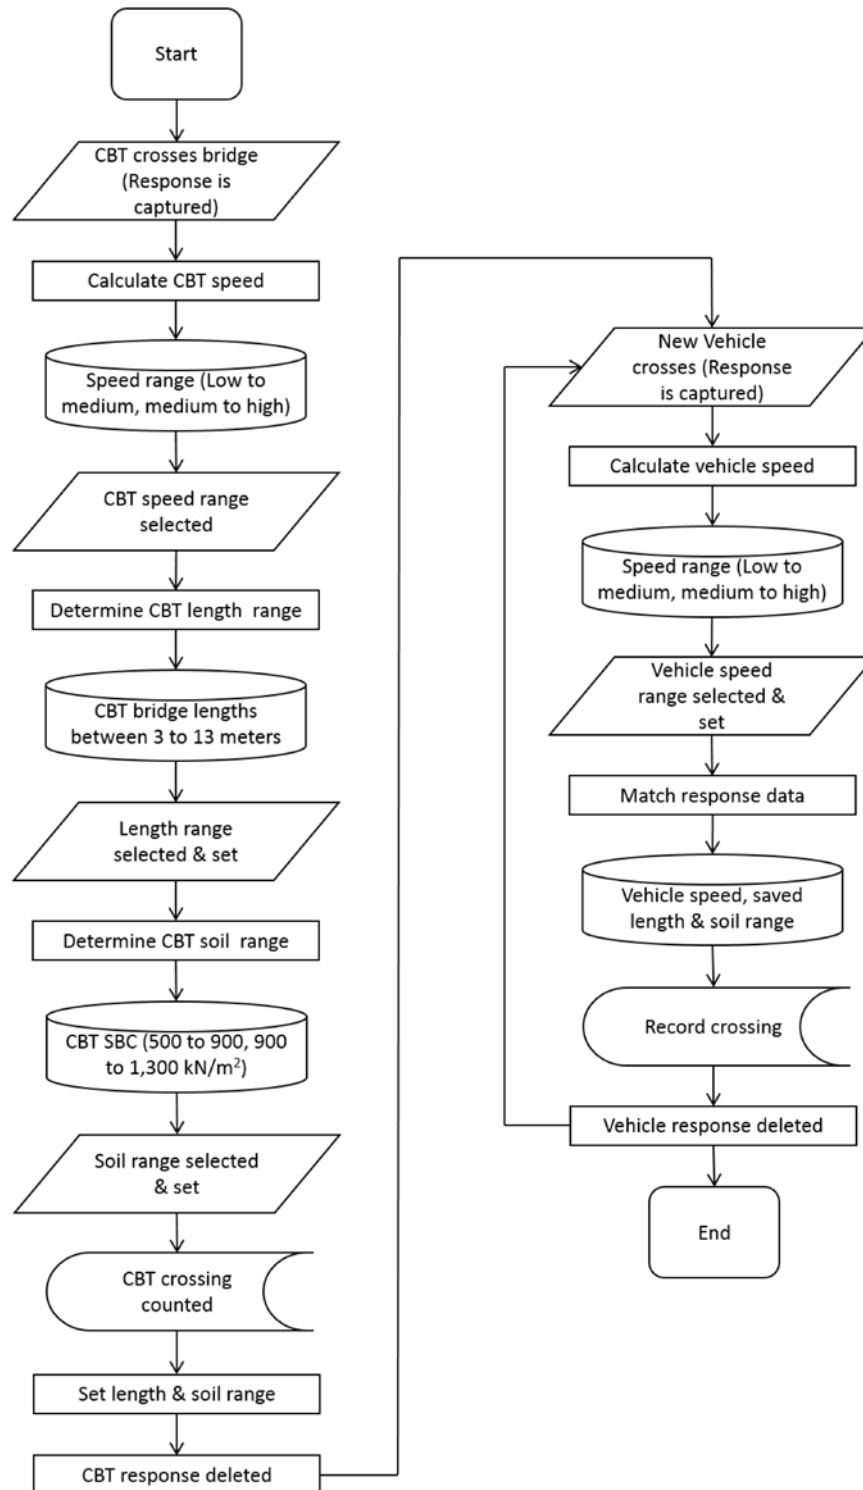 Start
CBT crosses bridge
(Response is
captured)
Calculate CBT speed
Speed range (Low to
medium, medium to high)
CBT speed range
selected
Determine CBT length range
CBT bridge lengths
between 3 to 13 meters
Length range
selected & set
Determine CBT soil range
CBT SBC (500 to 900, 900
to 1,300 kN/m²)
Soil range selected
& set
CBT crossing
counted
Set length & soil range
CBT response deleted
New Vehicle
crosses (Response
is captured)
Calculate vehicle speed
Speed range (Low to
medium, medium to high)
Vehicle speed
range selected &
set
Match response data
Vehicle speed, saved
length & soil range
Record crossing
Vehicle response deleted
End